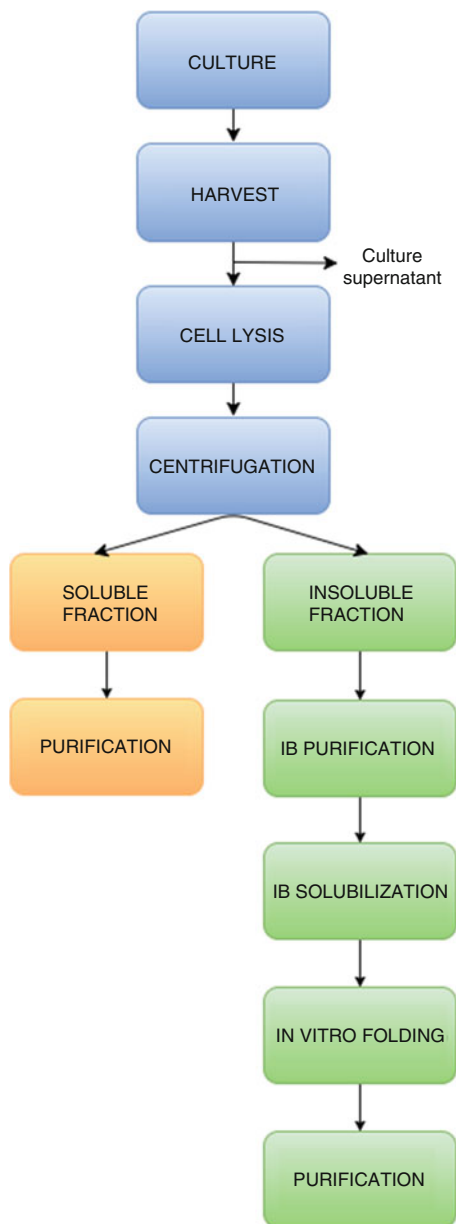 CULTURE
HARVEST
Culture
supernatant
CELL LYSIS
CENTRIFUGATION
SOLUBLE
FRACTION
INSOLUBLE
FRACTION
PURIFICATION
IB PURIFICATION
IB SOLUBILIZATION
IN VITRO FOLDING
PURIFICATION